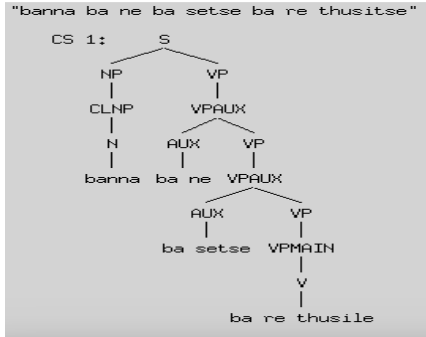 "banna ba ne ba setse ba re thusitse"
CS 1: S
NP VP
CLNP VPAUX
N AUX VP
banna ba ne VPAUX
AUX VP
ba setse VPMAIN
V
ba re thusile